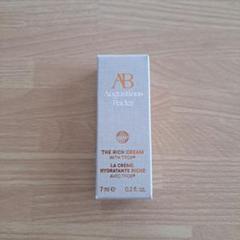 AB
Augustinus
Bader
THE RICH CREAM
WITH TFC8®
LA CRÈME
HYDRATANTE RICHE
AVEC TFC8®
7 ml ℮ 0.2 fl. oz.